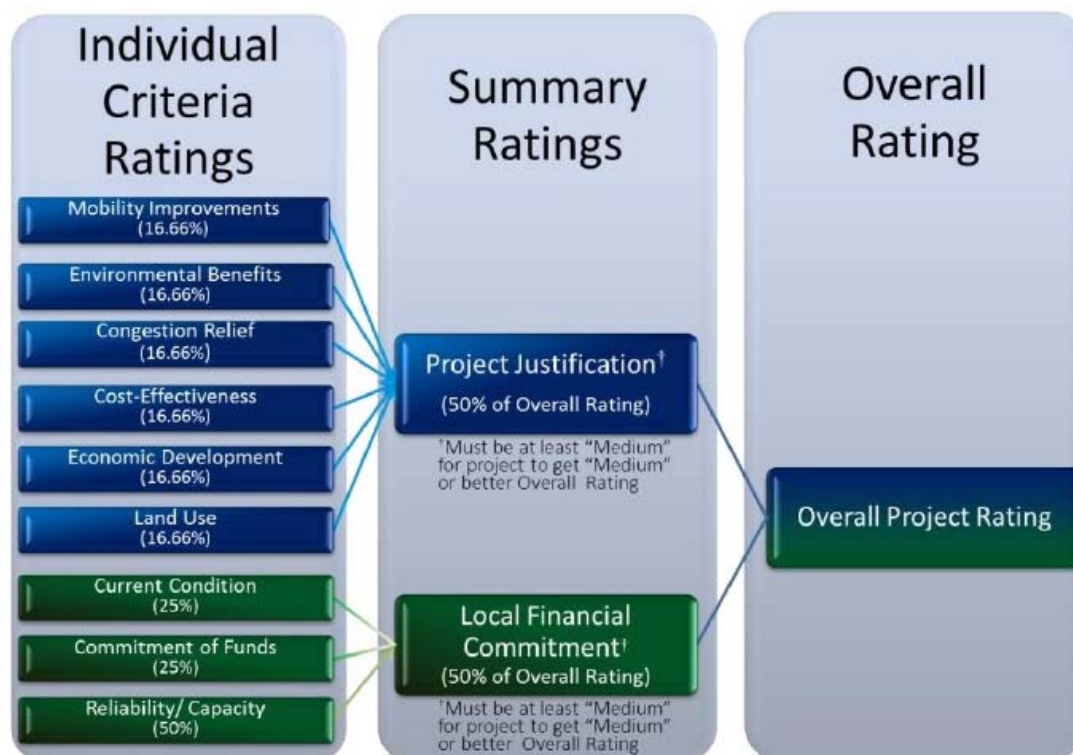 Individual
Criteria
Ratings
Mobility Improvements
(16.66%)
Environmental Benefits
(16.66%)
Congestion Relief
(16.66%)
Cost-Effectiveness
(16.66%)
Economic Development
(16.66%)
Land Use
(16.66%)
Current Condition
(25%)
Commitment of Funds
(25%)
Reliability/ Capacity
(50%)
Summary
Ratings
Project Justification†
(50% of Overall Rating)
†Must be at least “Medium”
for project to get “Medium”
or better Overall Rating
Local Financial
Commitment†
(50% of Overall Rating)
†Must be at least “Medium”
for project to get “Medium”
or better Overall Rating
Overall
Rating
Overall Project Rating